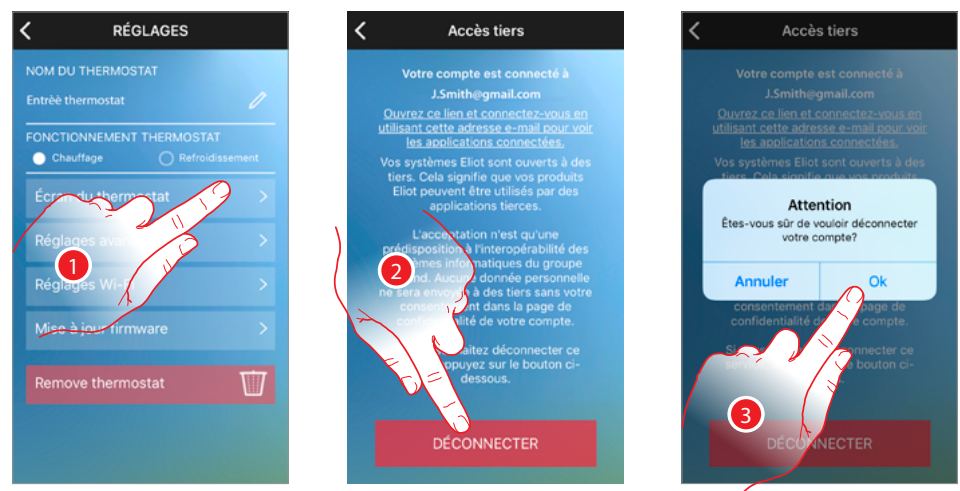 RÉGLAGES
NOM DU THERMOSTAT
Entrèè thermostat
FONCTIONNEMENT THERMOSTAT
Chauffage Refroidissement
Écran du thermostat
Réglages
1
Réglages
Mise à jour firmware
Remove thermostat
Accès tiers
Votre compte est connecté à
J.Smith@gmail.com
Ouvrez ce lien et connectez-vous en
utilisant cette adresse e-mail pour voir
les applications connectées.
Vos systèmes Eliot sont ouverts à des
tiers. Cela signifie que vos produits
Eliot peuvent être utilisés par des
applications tierces.
L'acceptation n'est qu'une
prédisposition à l'interopérabilité des
informatiques du groupe
2
Aucune donnée personnelle
ne sera envoyée à des tiers sans votre
consentement dans la page de
confidentialité de votre compte.
déconnecter ce
appuyez sur le bouton ci-
dessous.
DÉCONNECTER
Accès tiers
Votre compte est connecté à
J.Smith@gmail.com
Ouvrez ce lien et connectez-vous en
utilisant cette adresse e-mail pour voir
les applications connectées.
Vos systèmes Eliot sont ouverts à des
tiers. Cela signifie que vos produits
Attention
Êtes-vous sûr de vouloir déconnecter
votre compte?
Annuler Ok
consentement dans la page de
confidentialité de votre compte.
ce
le bouton ci-
3
DÉCONNECTER